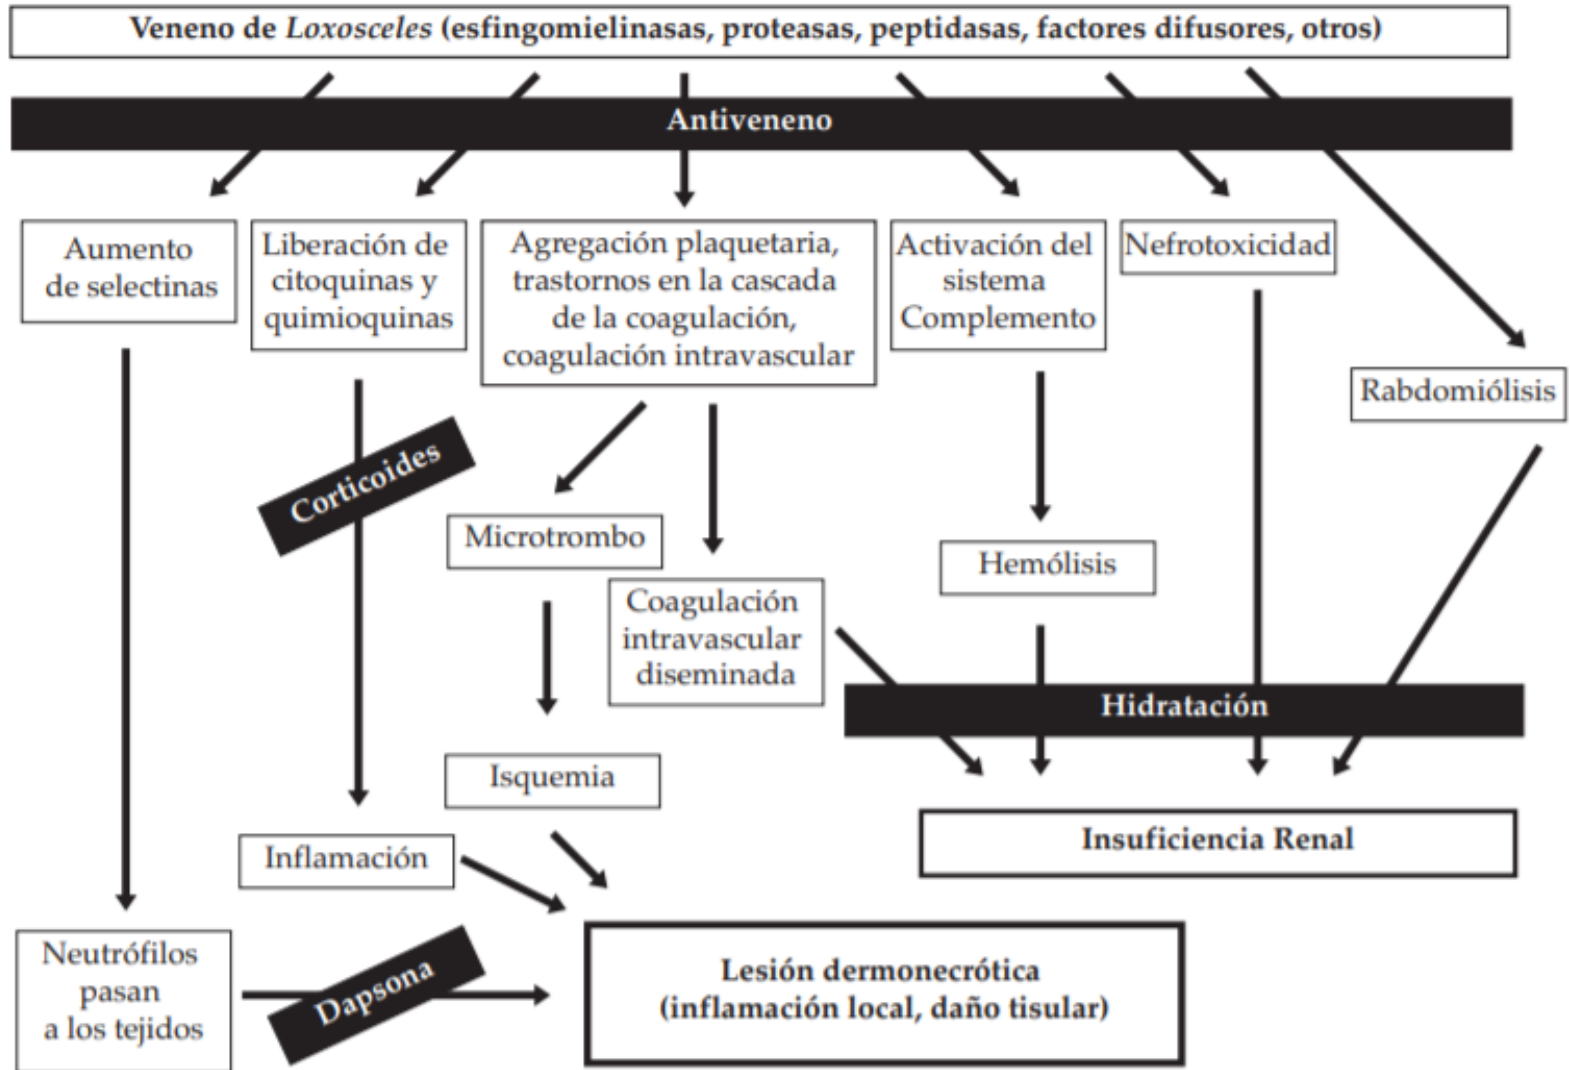 Veneno de Loxosceles (esfingomielinasas, proteasas, peptidasas, factores difusores, otros)
Antiveneno
Aumento
de selectinas
Liberación de
citoquinas y
quimioquinas
Agregación plaquetaria,
trastornos en la cascada
de la coagulación,
coagulación intravascular
Activación del
sistema
Complemento
Nefrotoxicidad
Rabdomiólisis
Corticoides
Microtrombo
Hemólisis
Coagulación
intravascular
diseminada
Hidratación
Isquemia
Insuficiencia Renal
Inflamación
Neutrófilos
pasan
a los tejidos
Dapsona
Lesión dermonecrótica
(inflamación local, daño tisular)